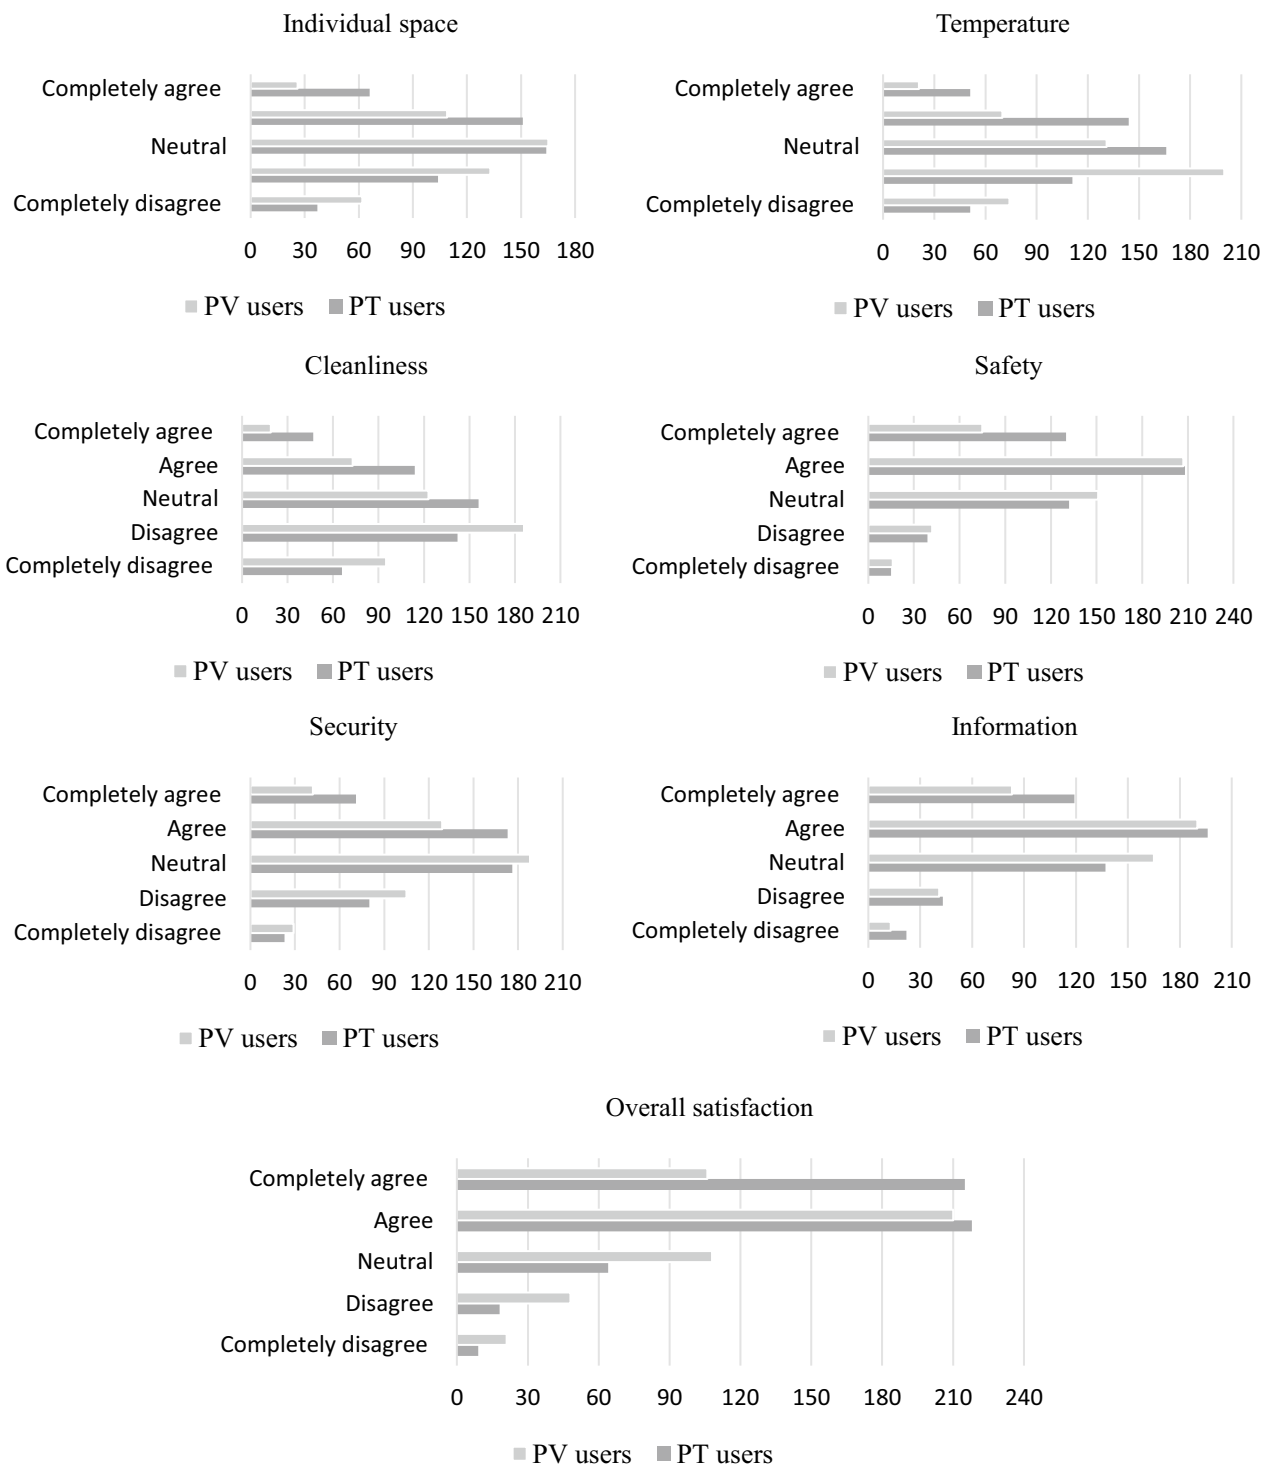 Individual space
Completely agree
Neutral
Completely disagree
0 30 60 90 120 150 180
PV users PT users
Temperature
Completely agree
Neutral
Completely disagree
0 30 60 90 120 150 180 210
PV users PT users
Cleanliness
Completely agree
Agree
Neutral
Disagree
Completely disagree
0 30 60 90 120 150 180 210
PV users PT users
Safety
Completely agree
Agree
Neutral
Disagree
Completely disagree
0 30 60 90 120 150 180 210 240
PV users PT users
Security
Completely agree
Agree
Neutral
Disagree
Completely disagree
0 30 60 90 120 150 180 210
PV users PT users
Information
Completely agree
Agree
Neutral
Disagree
Completely disagree
0 30 60 90 120 150 180 210
PV users PT users
Overall satisfaction
Completely agree
Agree
Neutral
Disagree
Completely disagree
0 30 60 90 120 150 180 210 240
PV users PT users